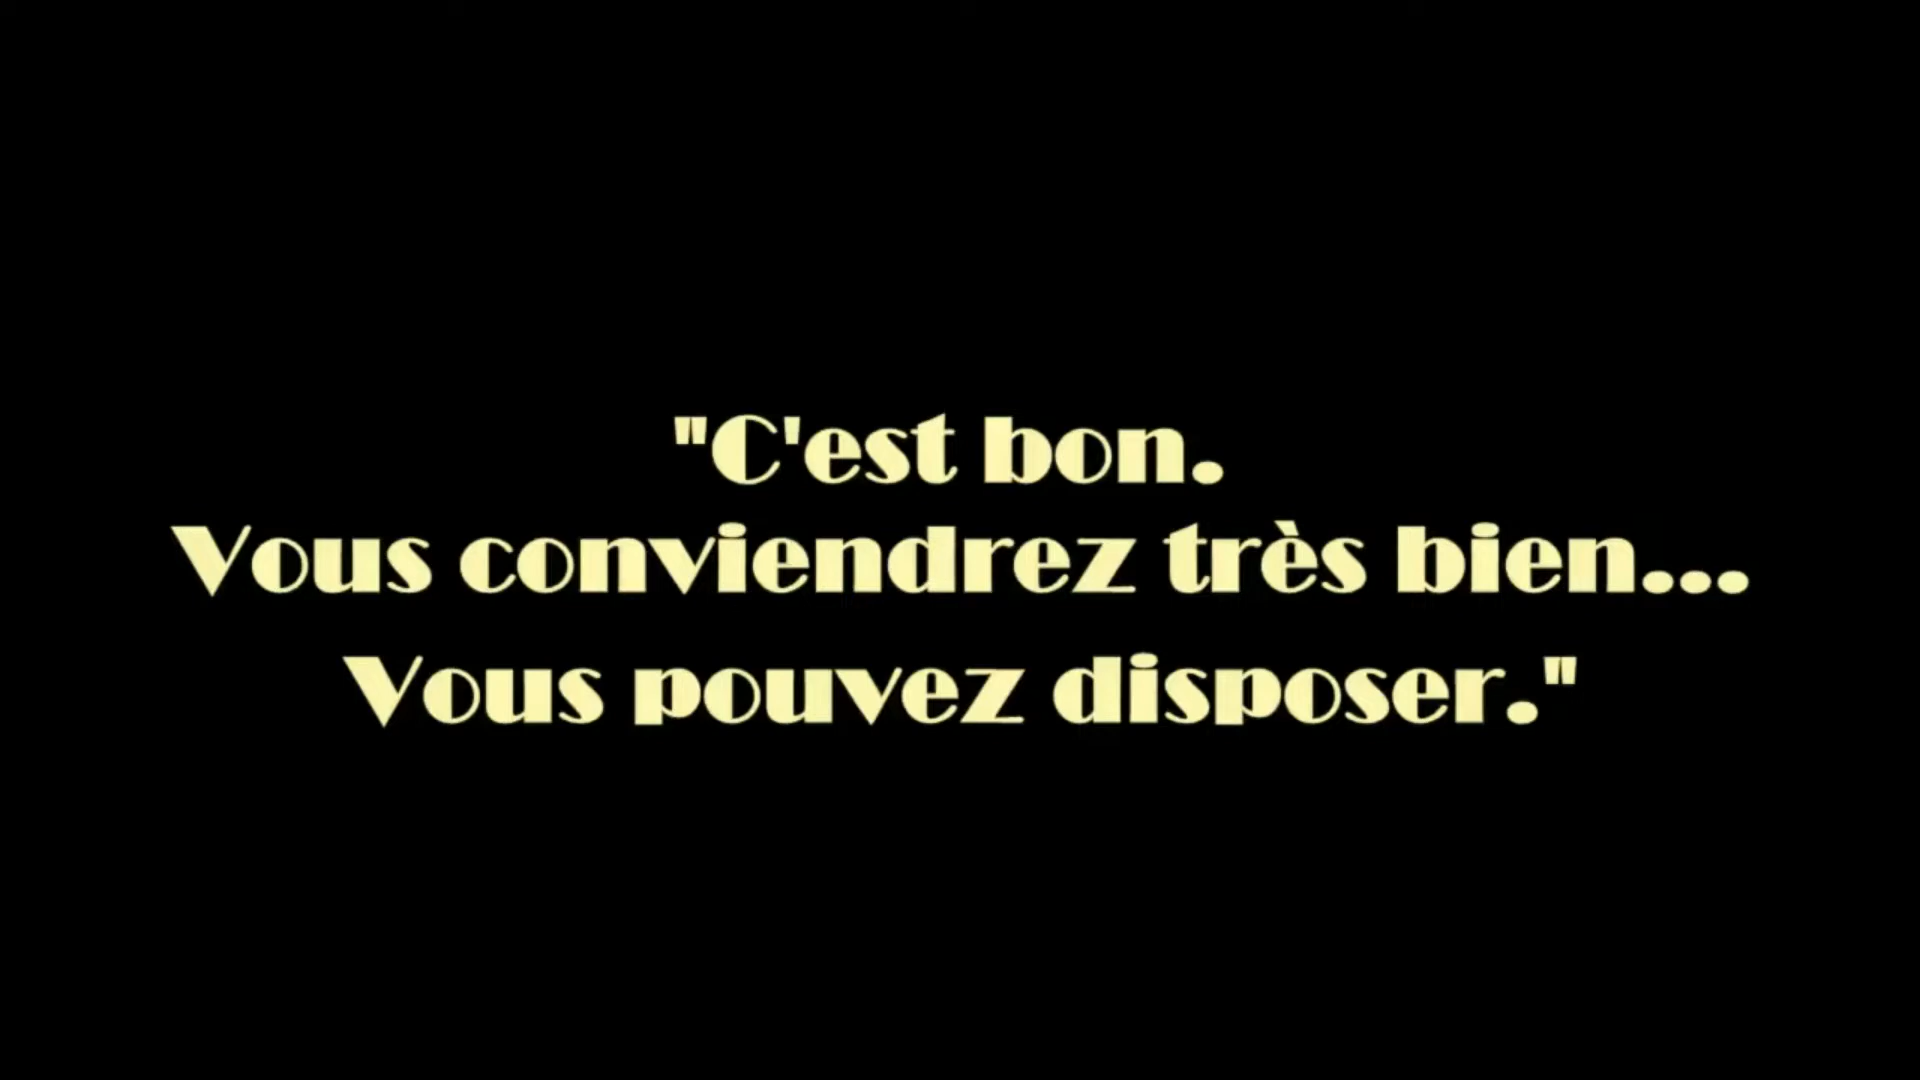 "C'est bon.
Vous conviendrez très bien...
Vous pouvez disposer."